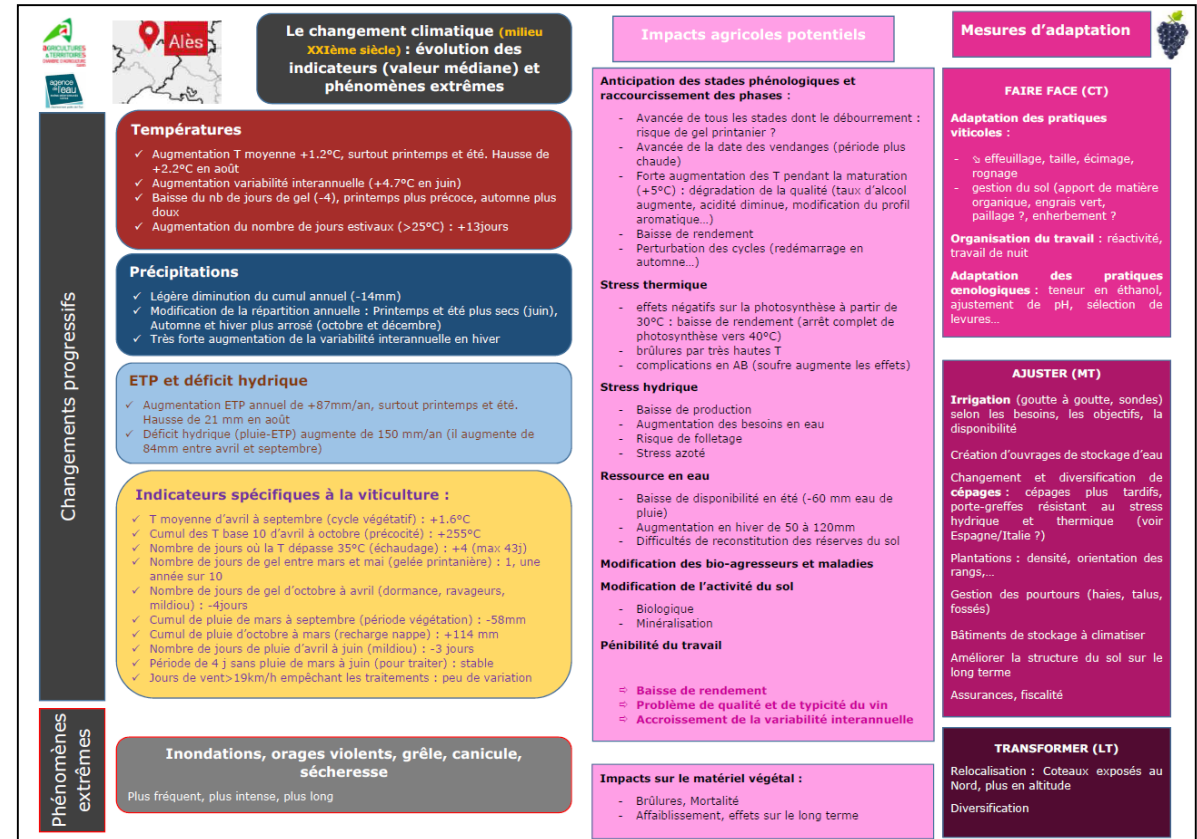 AGRICULTURES
& TERRITOIRES
CHAMBRE D'AGRICULTURE
agence
de l'eau
Alès
Le changement climatique (milieu
XXIème siècle) : évolution des
indicateurs (valeur médiane) et
phénomènes extrêmes
Impacts agricoles potentiels
Mesures d'adaptation
Changements progressifs
Températures
✓ Augmentation T moyenne +1.2°C, surtout printemps et été. Hausse de
+2.2°C en août
✓ Augmentation variabilité interannuelle (+4.7°C en juin)
✓ Baisse du nb de jours de gel (-4), printemps plus précoce, automne plus
doux
✓ Augmentation du nombre de jours estivaux (>25°C) : +13jours
Précipitations
✓ Légère diminution du cumul annuel (-14mm)
✓ Modification de la répartition annuelle : Printemps et été plus secs (juin),
Automne et hiver plus arrosé (octobre et décembre)
✓ Très forte augmentation de la variabilité interannuelle en hiver
ETP et déficit hydrique
✓ Augmentation ETP annuel de +87mm/an, surtout printemps et été.
Hausse de 21 mm en août
✓ Déficit hydrique (pluie-ETP) augmente de 150 mm/an (il augmente de
84mm entre avril et septembre)
Indicateurs spécifiques à la viticulture :
✓ T moyenne d'avril à septembre (cycle végétatif) : +1.6°C
✓ Cumul des T base 10 d'avril à octobre (précocité) : +255°C
✓ Nombre de jours où la T dépasse 35°C (échaudage) : +4 (max 43j)
✓ Nombre de jours de gel entre mars et mai (gelée printanière) : 1, une
année sur 10
✓ Nombre de jours de gel d'octobre à avril (dormance, ravageurs,
mildiou) : -4jours
✓ Cumul de pluie de mars à septembre (période végétation) : -58mm
✓ Cumul de pluie d'octobre à mars (recharge nappe) : +114 mm
✓ Nombre de jours de pluie d'avril à juin (mildiou) : -3 jours
✓ Période de 4 j sans pluie de mars à juin (pour traiter) : stable
✓ Jours de vent>19km/h empêchant les traitements : peu de variation
Phénomènes
extrêmes
Inondations, orages violents, grêle, canicule,
sécheresse
Plus fréquent, plus intense, plus long
Anticipation des stades phénologiques et
raccourcissement des phases :
- Avancée de tous les stades dont le débourrement :
risque de gel printanier ?
- Avancée de la date des vendanges (période plus
chaude)
- Forte augmentation des T pendant la maturation
(+5°C) : dégradation de la qualité (taux d'alcool
augmente, acidité diminue, modification du profil
aromatique…)
- Baisse de rendement
- Perturbation des cycles (redémarrage en
automne…)
Stress thermique
- effets négatifs sur la photosynthèse à partir de
30°C : baisse de rendement (arrêt complet de
photosynthèse vers 40°C)
- brûlures par très hautes T
- complications en AB (soufre augmente les effets)
Stress hydrique
- Baisse de production
- Augmentation des besoins en eau
- Risque de folletage
- Stress azoté
Ressource en eau
- Baisse de disponibilité en été (-60 mm eau de
pluie)
- Augmentation en hiver de 50 à 120mm
- Difficultés de reconstitution des réserves du sol
Modification des bio-agresseurs et maladies
Modification de l'activité du sol
- Biologique
- Minéralisation
Pénibilité du travail
⇨ Baisse de rendement
⇨ Problème de qualité et de typicité du vin
⇨ Accroissement de la variabilité interannuelle
Impacts sur le matériel végétal :
- Brûlures, Mortalité
- Affaiblissement, effets sur le long terme
FAIRE FACE (CT)
Adaptation des pratiques
viticoles :
- ↘ effeuillage, taille, écimage,
rognage
- gestion du sol (apport de matière
organique, engrais vert,
paillage ?, enherbement ?
Organisation du travail : réactivité,
travail de nuit
Adaptation des pratiques
œnologiques : teneur en éthanol,
ajustement de pH, sélection de
levures…
AJUSTER (MT)
Irrigation (goutte à goutte, sondes)
selon les besoins, les objectifs, la
disponibilité
Création d'ouvrages de stockage d'eau
Changement et diversification de
cépages : cépages plus tardifs,
porte-greffes résistant au stress
hydrique et thermique (voir
Espagne/Italie ?)
Plantations : densité, orientation des
rangs,…
Gestion des pourtours (haies, talus,
fossés)
Bâtiments de stockage à climatiser
Améliorer la structure du sol sur le
long terme
Assurances, fiscalité
TRANSFORMER (LT)
Relocalisation : Coteaux exposés au
Nord, plus en altitude
Diversification